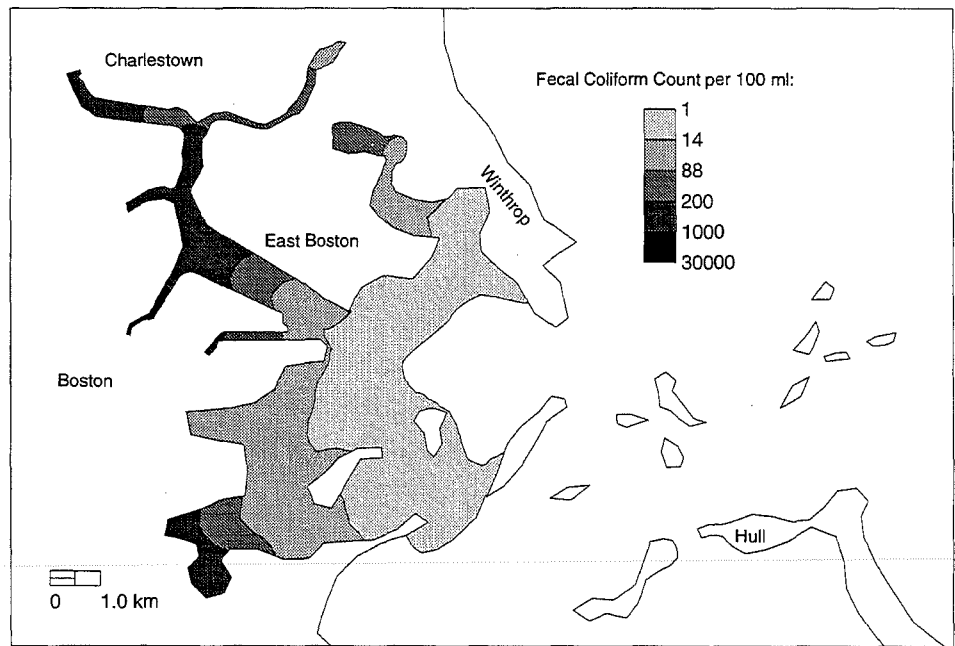 Charlestown
Fecal Coliform Count per 100 ml:
1
14
88
200
1000
30000
Winthrop
East Boston
Boston
Hull
0 1.0 km